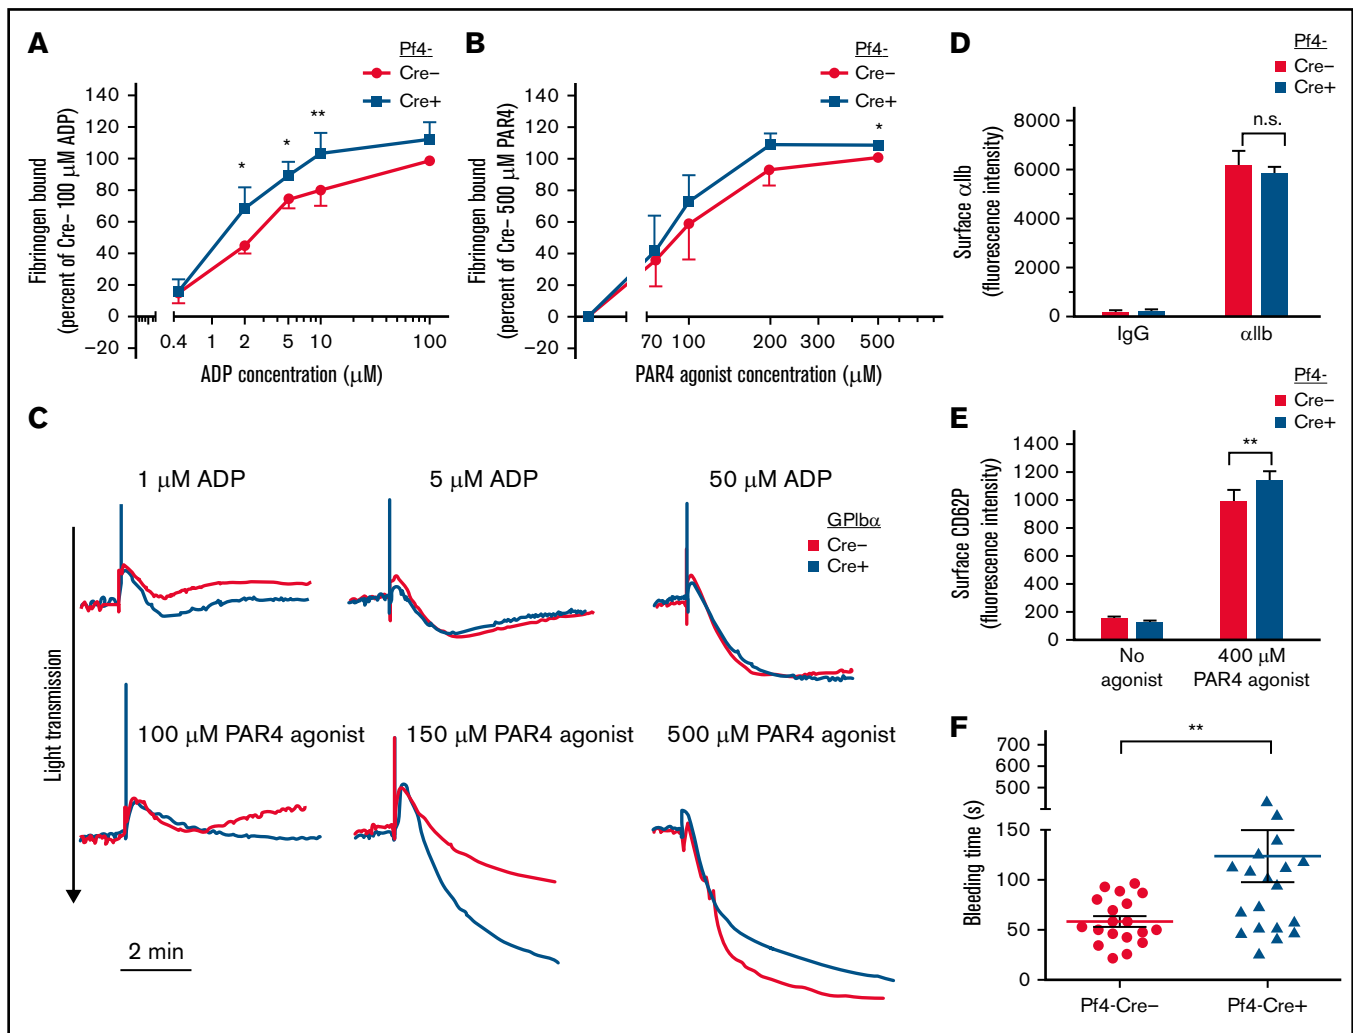 A
Pf4-
Cre–
Cre+
Fibrinogen bound
(percent of Cre– 100 µM ADP)
140
120
100
80
60
40
20
0
–20
*
*
**
0.4
1
2
5
10
100
ADP concentration (µM)
B
Pf4-
Cre–
Cre+
Fibrinogen bound
(percent of Cre– 500 µM PAR4)
140
120
100
80
60
40
20
0
–20
*
70
100
200
300
500
PAR4 agonist concentration (µM)
C
1 µM ADP
5 µM ADP
50 µM ADP
GPIbα
Cre–
Cre+
Light transmission
100 µM PAR4 agonist
150 µM PAR4 agonist
500 µM PAR4 agonist
2 min
D
Pf4-
Cre–
Cre+
Surface αIIb
(fluorescence intensity)
8000
6000
4000
2000
0
n.s.
IgG
αIIb
E
Pf4-
Cre–
Cre+
Surface CD62P
(fluorescence intensity)
1400
1200
1000
800
600
400
200
0
**
No
agonist
400 µM
PAR4 agonist
F
Bleeding time (s)
700
600
500
150
100
50
0
**
Pf4-Cre–
Pf4-Cre+